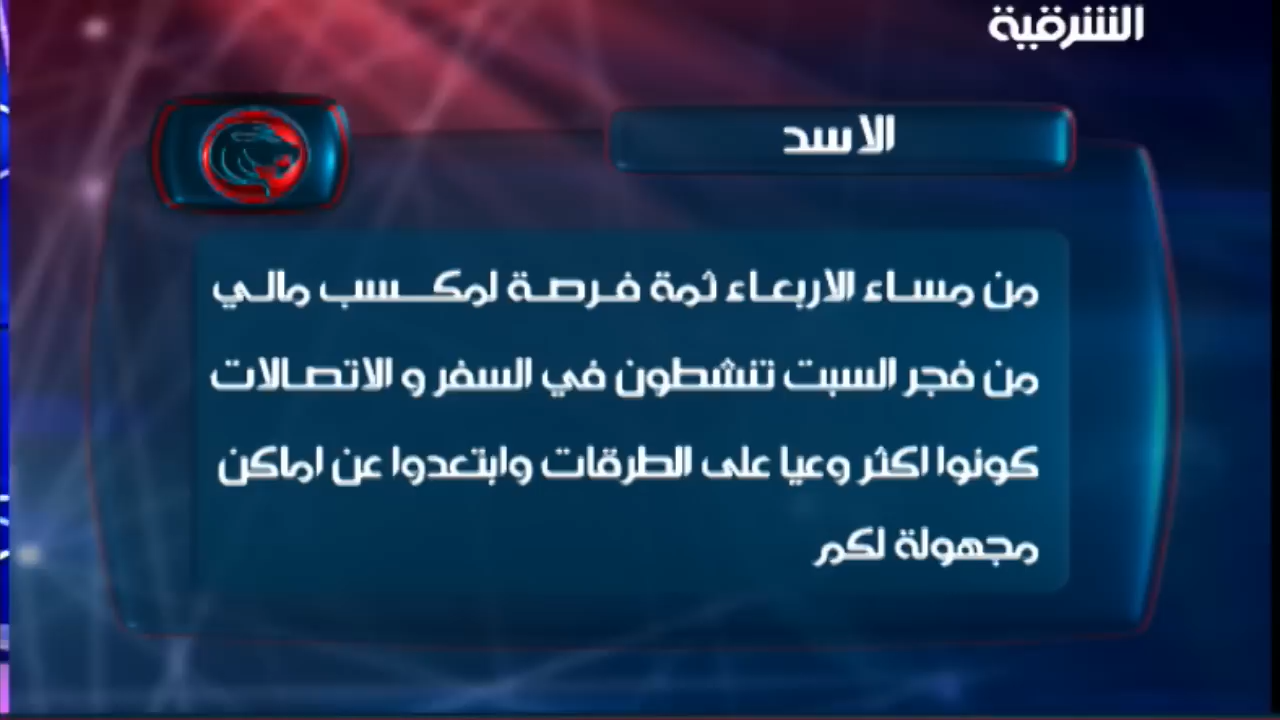 الشرقية
الاسد
من مساء الاربعاء ثمة فرصة لمكسب مالي
من فجر السبت تنشطون في السفر و الاتصالات
كونوا اكثر وعيا على الطرقات وابتعدوا عن اماكن
مجهولة لكم